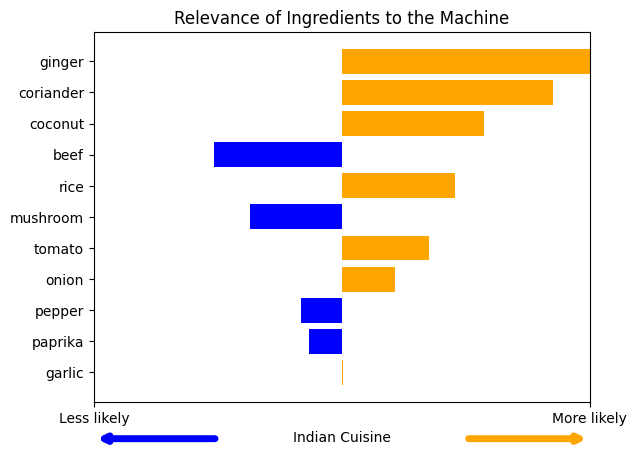 Relevance of Ingredients to the Machine
ginger
coriander
coconut
beef
rice
mushroom
tomato
onion
pepper
paprika
garlic
Less likely
More likely
Indian Cuisine